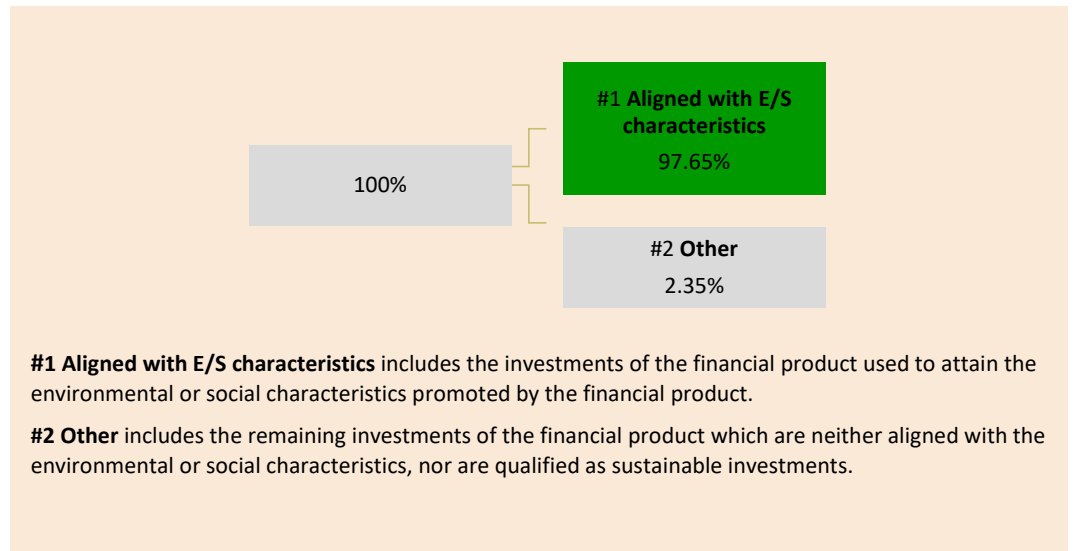 100%
#1 Aligned with E/S
characteristics
97.65%
#2 Other
2.35%
#1 Aligned with E/S characteristics includes the investments of the financial product used to attain the
environmental or social characteristics promoted by the financial product.
#2 Other includes the remaining investments of the financial product which are neither aligned with the
environmental or social characteristics, nor are qualified as sustainable investments.